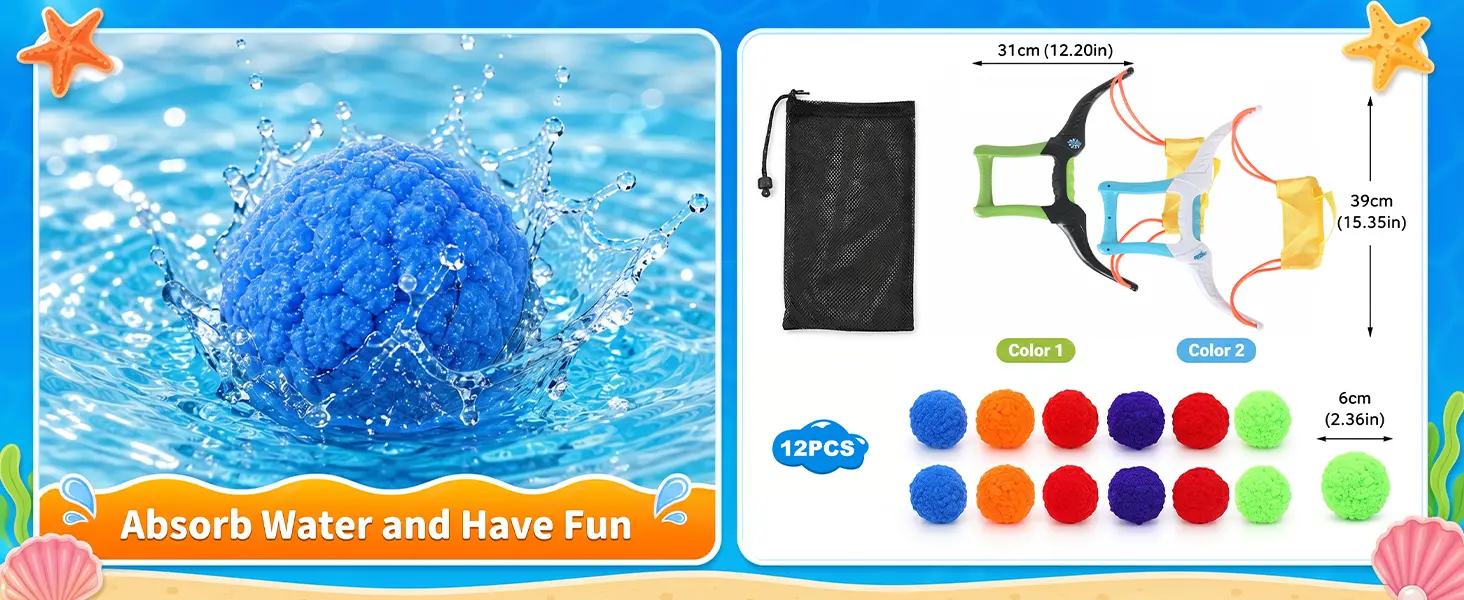 Absorb Water and Have Fun
31cm (12.20in)
39cm
(15.35in)
Color 1
Color 2
12PCS
6cm
(2.36in)